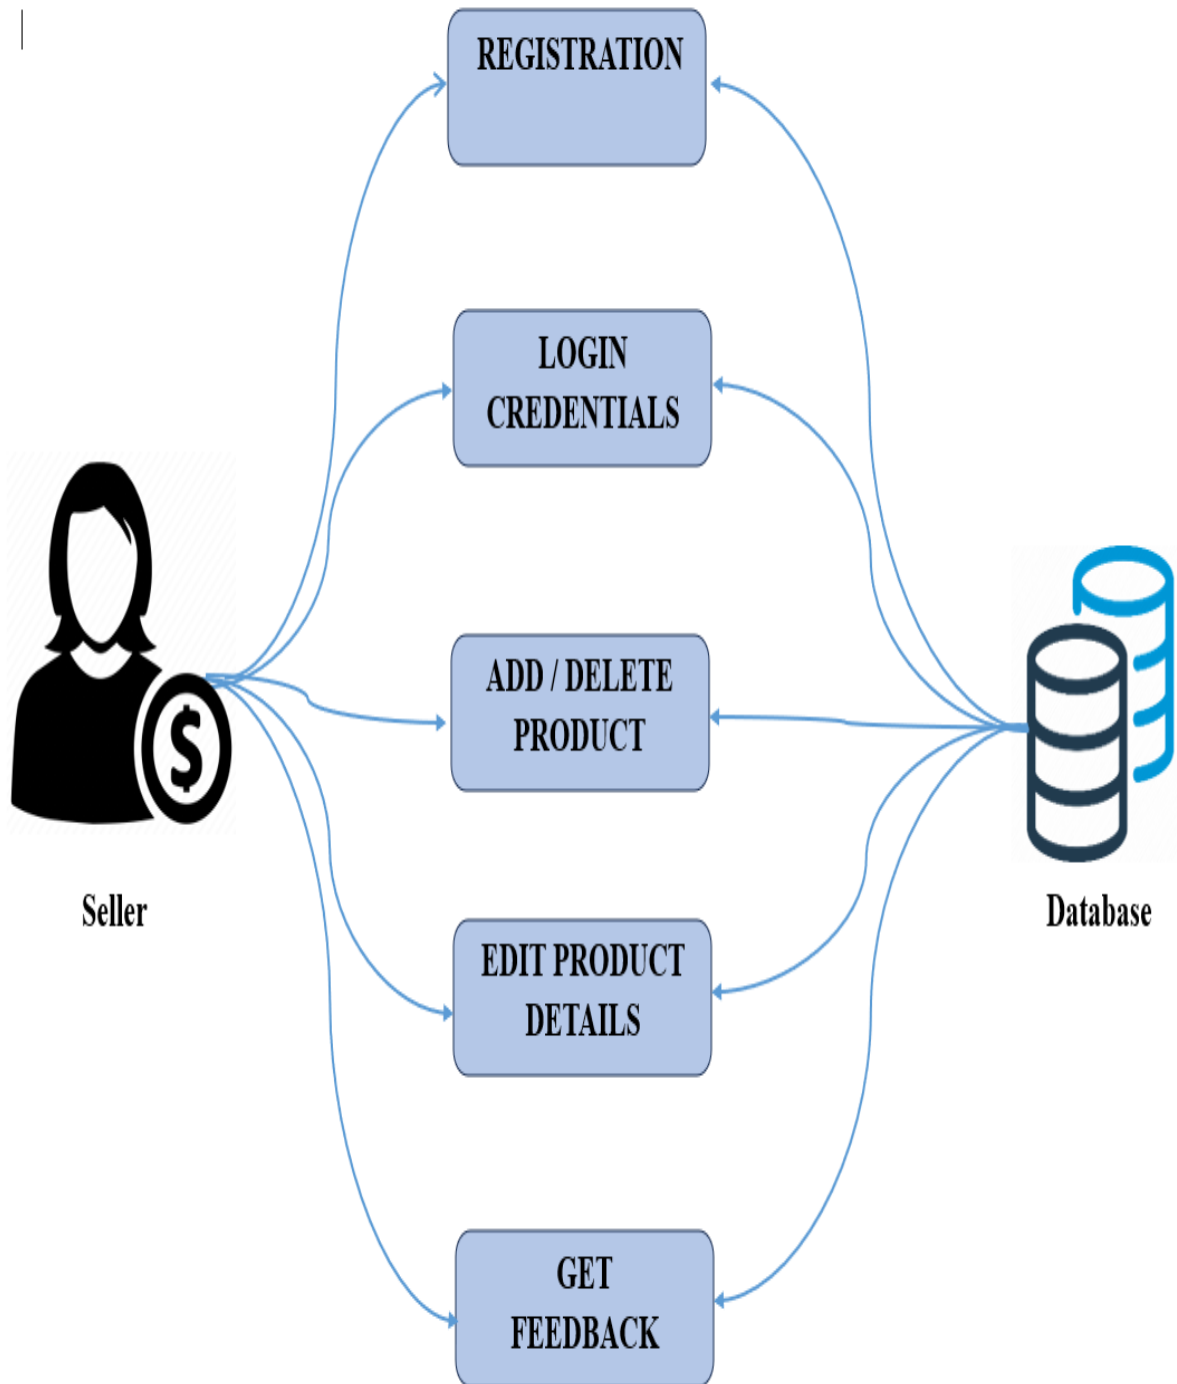 REGISTRATION
LOGIN
CREDENTIALS
ADD / DELETE
PRODUCT
$
Seller
Database
EDIT PRODUCT
DETAILS
GET
FEEDBACK